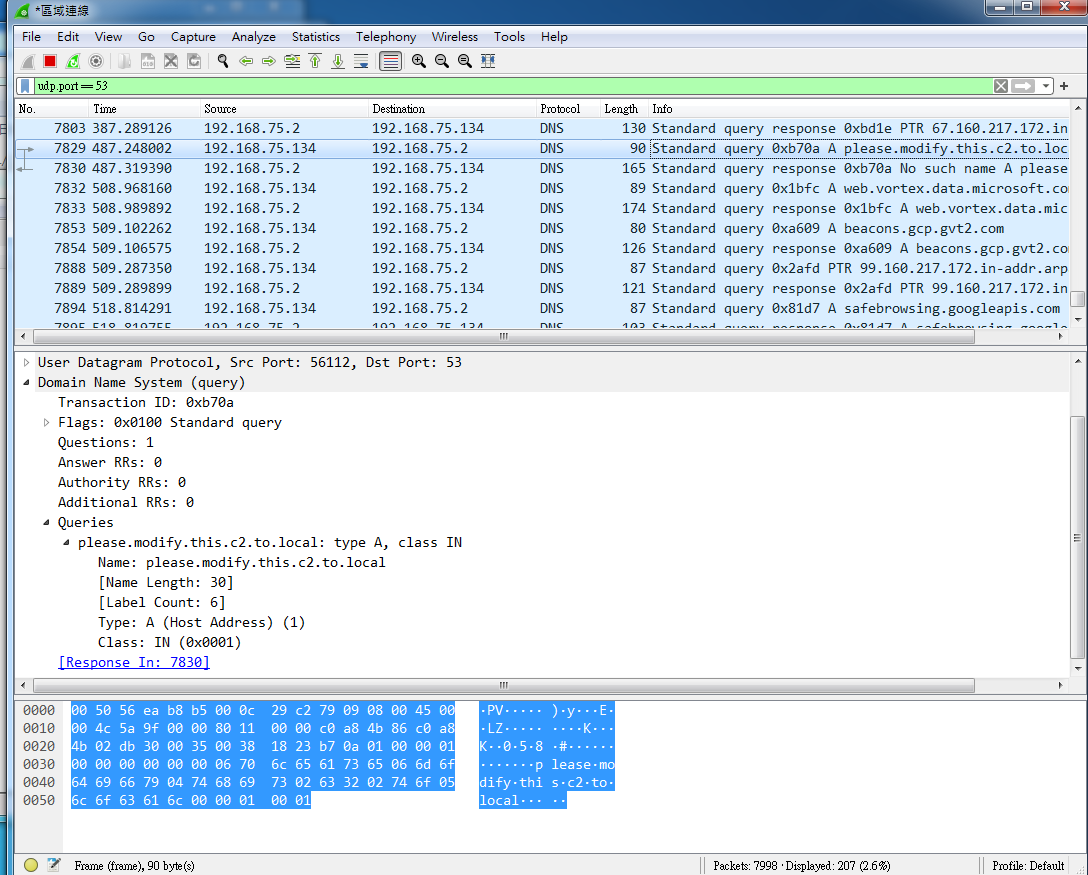 *區域連線
File Edit View Go Capture Analyze Statistics Telephony Wireless Tools Help
udp.port == 53
No. Time Source Destination Protocol Length Info
7803 387.289126 192.168.75.2 192.168.75.134 DNS 130 Standard query response 0xbd1e PTR 67.160.217.172.in
7829 487.248002 192.168.75.134 192.168.75.2 DNS 90 Standard query 0xb70a A please.modify.this.c2.to.loc
7830 487.319390 192.168.75.2 192.168.75.134 DNS 165 Standard query response 0xb70a No such name A please
7832 508.968160 192.168.75.134 192.168.75.2 DNS 89 Standard query 0x1bfc A web.vortex.data.microsoft.co
7833 508.989892 192.168.75.2 192.168.75.134 DNS 174 Standard query response 0x1bfc A web.vortex.data.mic
7853 509.102262 192.168.75.134 192.168.75.2 DNS 80 Standard query 0xa609 A beacons.gcp.gvt2.com
7854 509.106575 192.168.75.2 192.168.75.134 DNS 126 Standard query response 0xa609 A beacons.gcp.gvt2.co
7888 509.287350 192.168.75.134 192.168.75.2 DNS 87 Standard query 0x2afd PTR 99.160.217.172.in-addr.arp
7889 509.289899 192.168.75.2 192.168.75.134 DNS 121 Standard query response 0x2afd PTR 99.160.217.172.in
7894 518.814291 192.168.75.134 192.168.75.2 DNS 87 Standard query 0x81d7 A safebrowsing.googleapis.com
7895 518.819755 192.168.75.2 192.168.75.134 DNS 103 Standard query response 0x81d7 A safebrowsing.google
User Datagram Protocol, Src Port: 56112, Dst Port: 53
Domain Name System (query)
Transaction ID: 0xb70a
Flags: 0x0100 Standard query
Questions: 1
Answer RRs: 0
Authority RRs: 0
Additional RRs: 0
Queries
please.modify.this.c2.to.local: type A, class IN
Name: please.modify.this.c2.to.local
[Name Length: 30]
[Label Count: 6]
Type: A (Host Address) (1)
Class: IN (0x0001)
[Response In: 7830]
0000 00 50 56 ea b8 b5 00 0c 29 c2 79 09 08 00 45 00 ·PV····· )·y···E·
0010 00 4c 5a 9f 00 00 80 11 00 00 c0 a8 4b 86 c0 a8 ·LZ····· ····K···
0020 4b 02 db 30 00 35 00 38 18 23 b7 0a 01 00 00 01 K··0·5·8 ·#······
0030 00 00 00 00 00 00 06 70 6c 65 61 73 65 06 6d 6f ·······p lease·mo
0040 64 69 66 79 04 74 68 69 73 02 63 32 02 74 6f 05 dify·thi s·c2·to·
0050 6c 6f 63 61 6c 00 00 01 00 01 local··· ··
Frame (frame), 90 byte(s) Packets: 7998 · Displayed: 207 (2.6%) Profile: Default